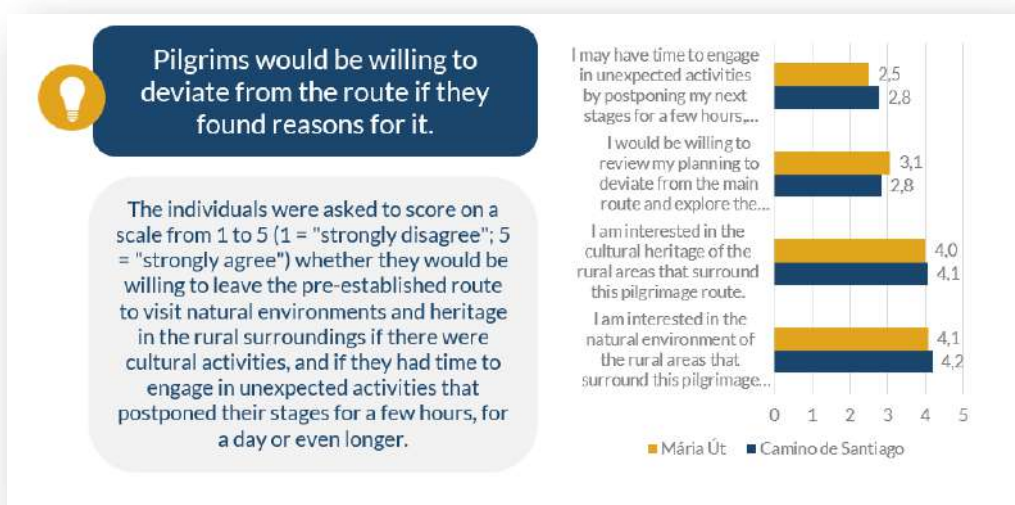 Pilgrims would be willing to
deviate from the route if they
found reasons for it.
The individuals were asked to score on a
scale from 1 to 5 (1 = "strongly disagree"; 5
= "strongly agree") whether they would be
willing to leave the pre-established route
to visit natural environments and heritage
in the rural surroundings if there were
cultural activities, and if they had time to
engage in unexpected activities that
postponed their stages for a few hours, for
a day or even longer.
I may have time to engage
in unexpected activities
by postponing my next
stages for a few hours,...
2,5
2,8
I would be willing to
review my planning to
deviate from the main
route and explore the...
3,1
2,8
I am interested in the
cultural heritage of the
rural areas that surround
this pilgrimage route.
4,0
4,1
I am interested in the
natural environment of
the rural areas that
surround this pilgrimage...
4,1
4,2
0 1 2 3 4 5
Mária Út Camino de Santiago